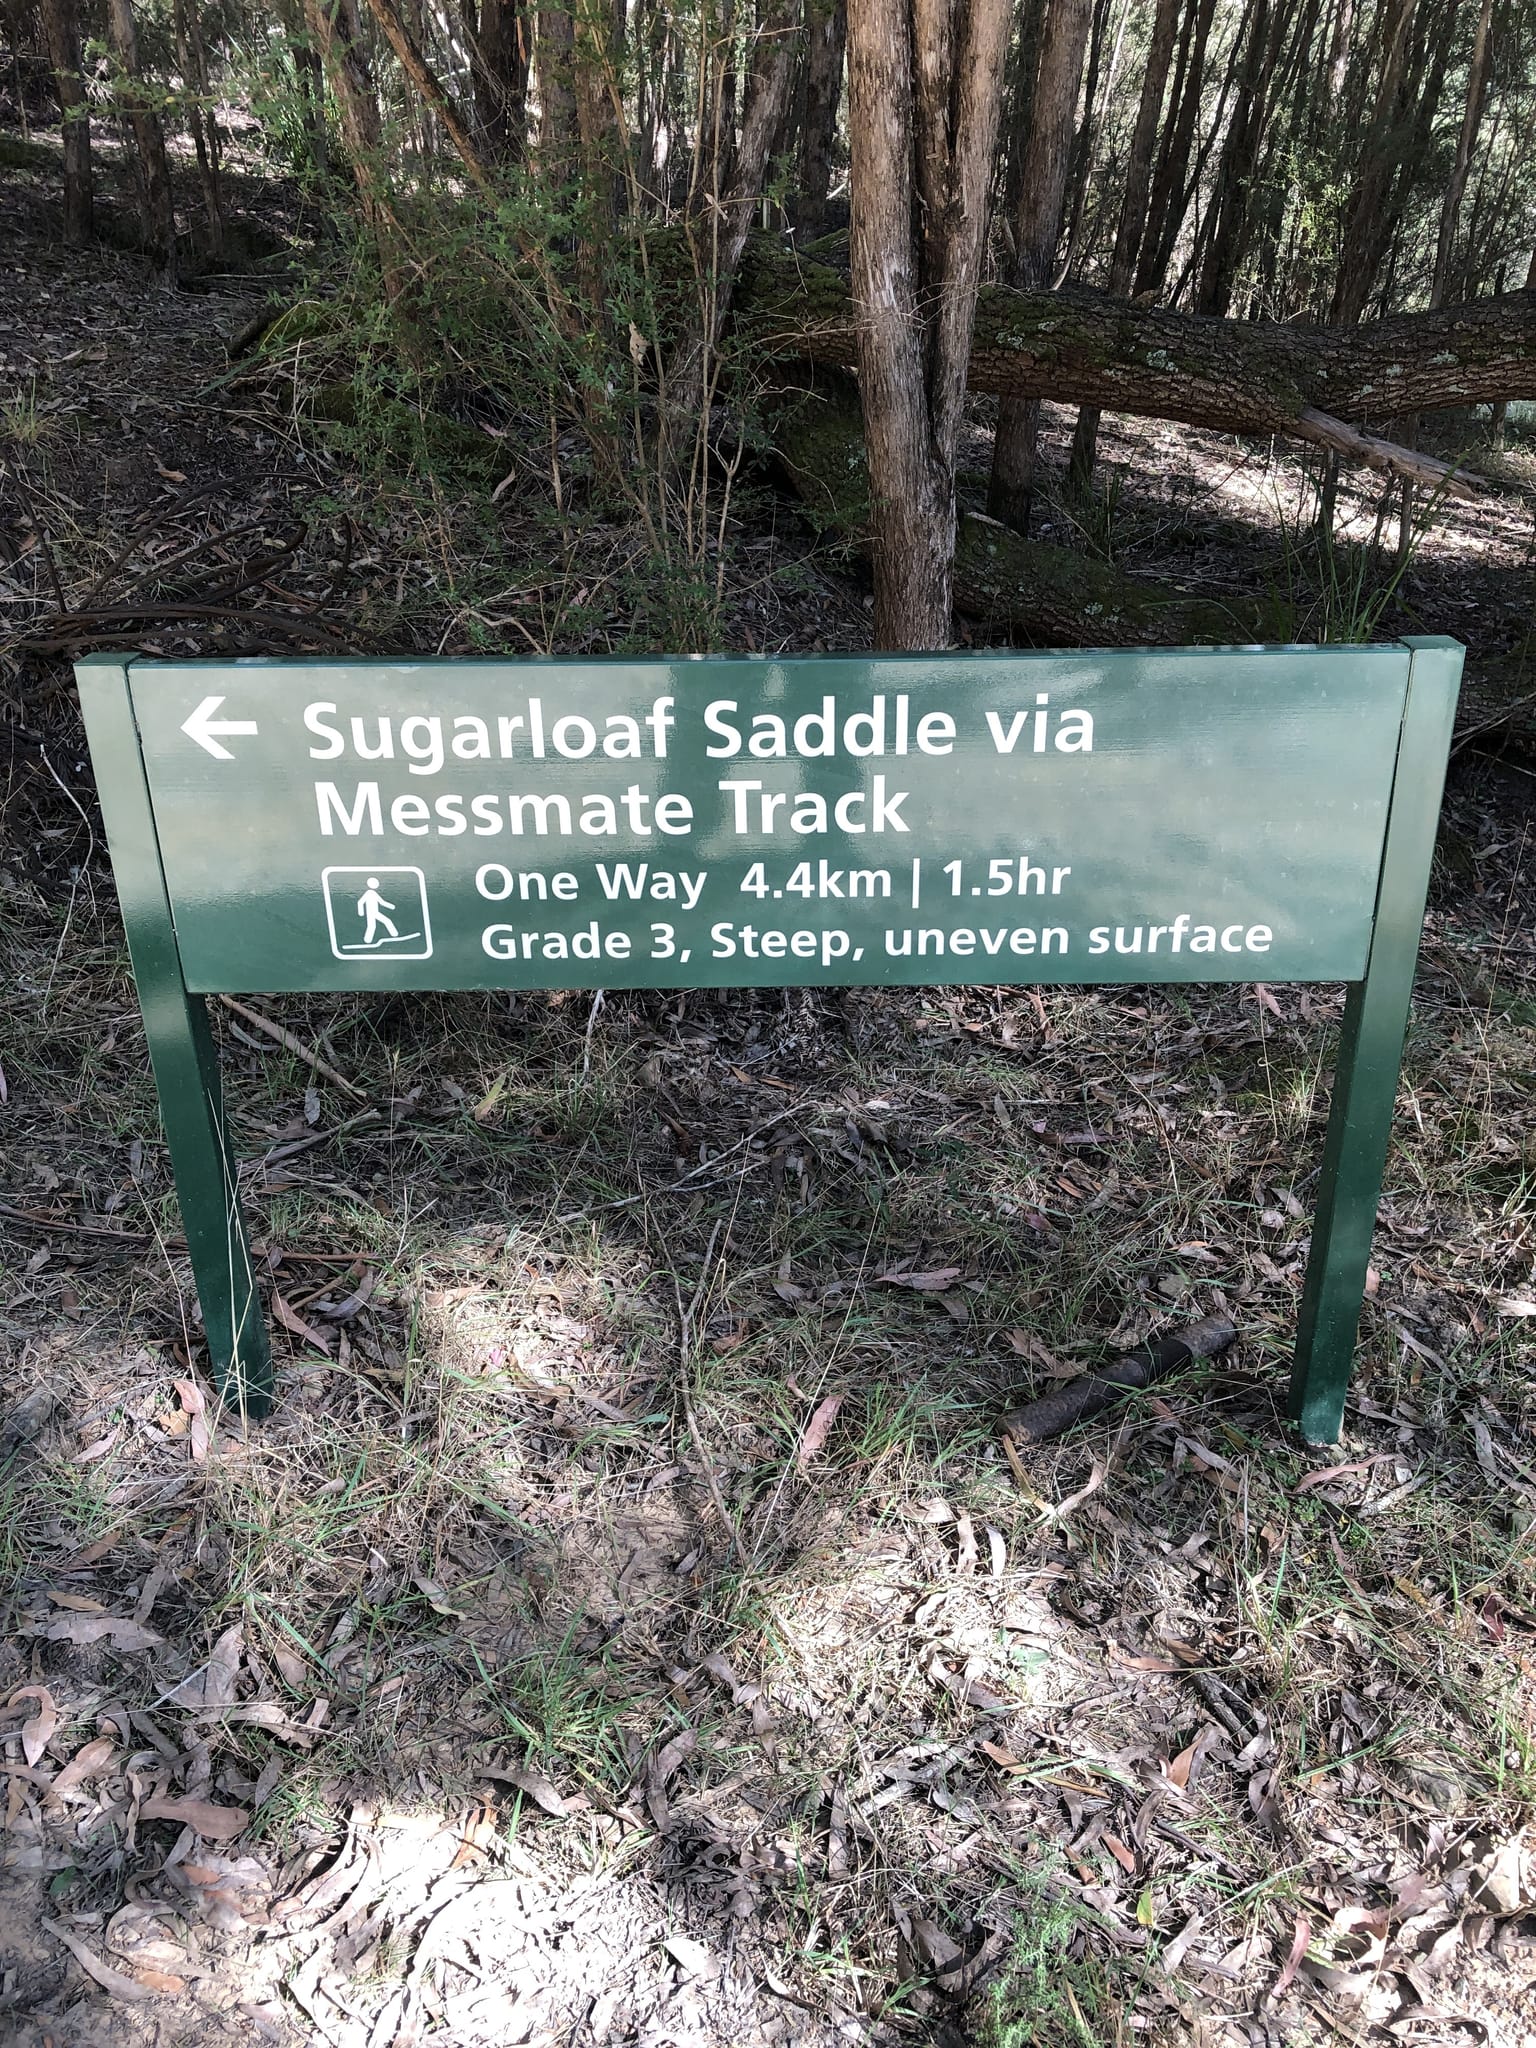 ← Sugarloaf Saddle via
Messmate Track
One Way 4.4km | 1.5hr
Grade 3, Steep, uneven surface